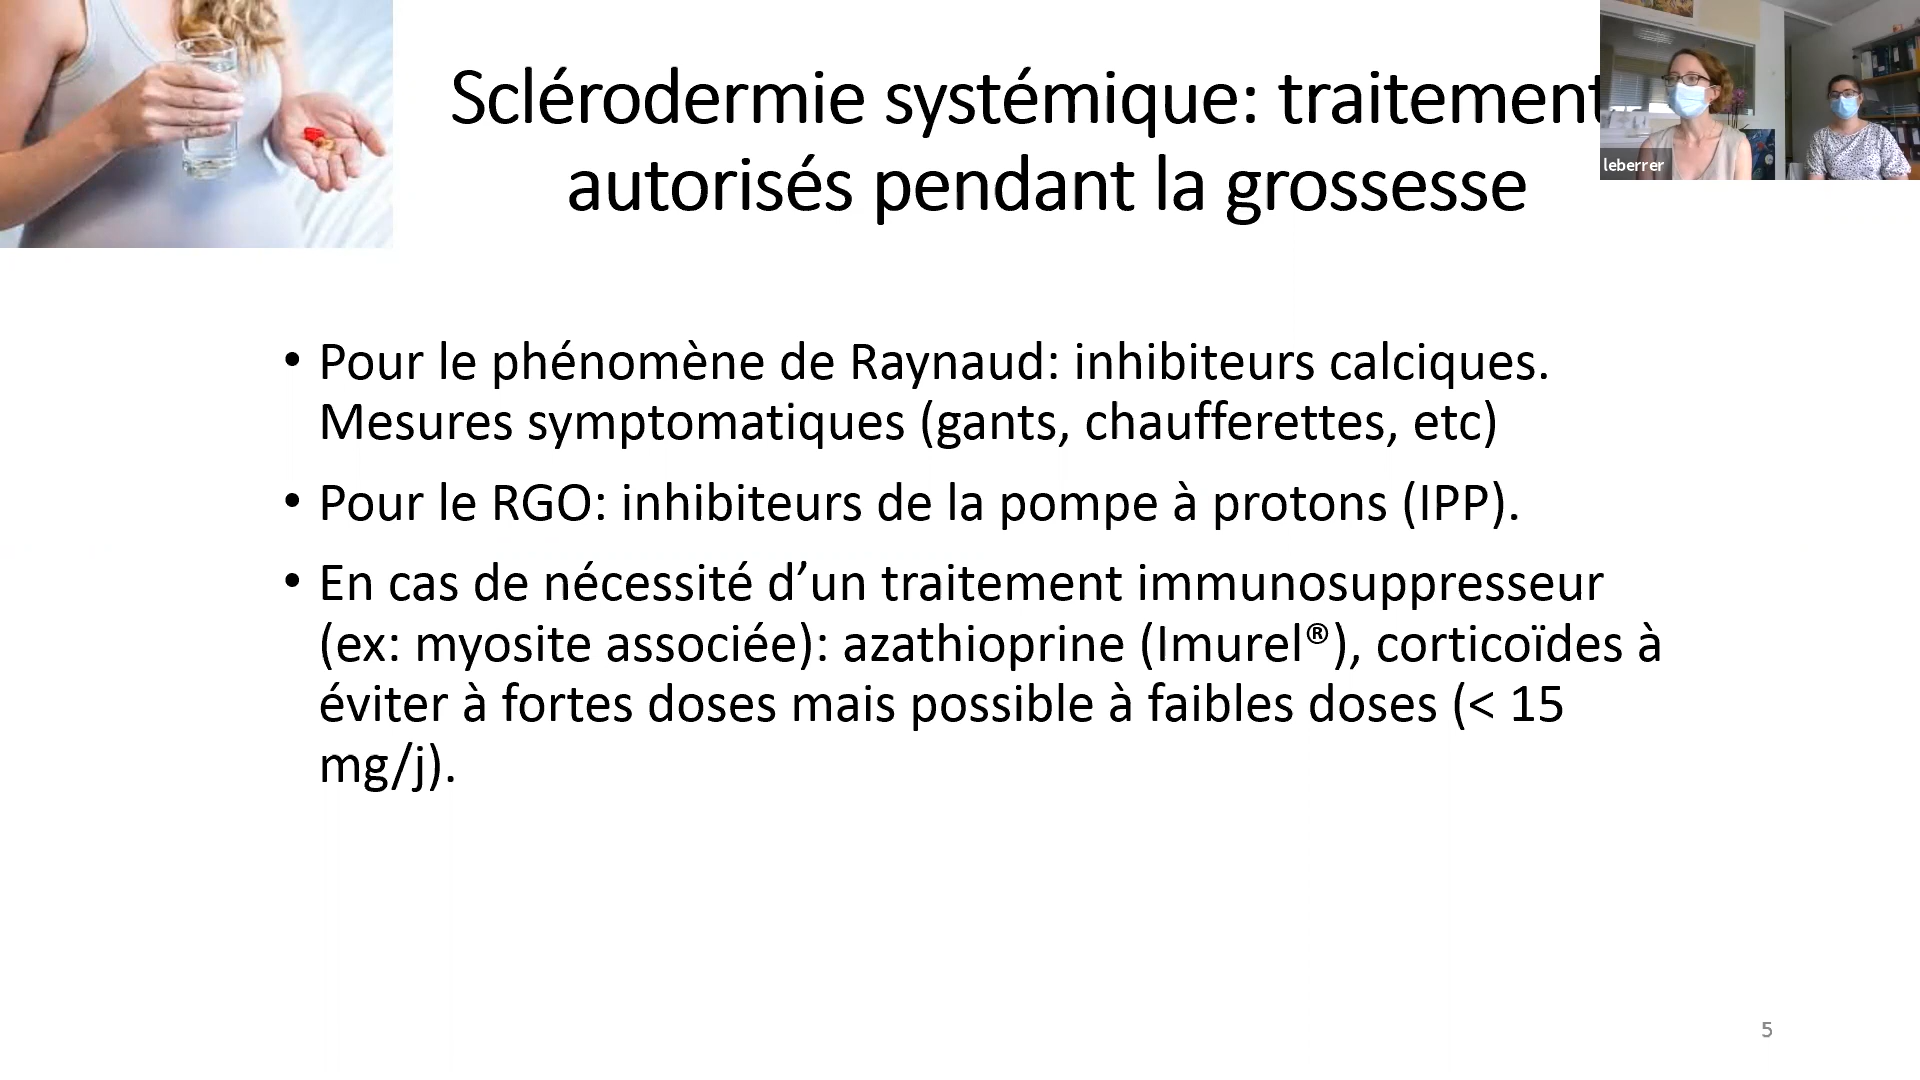 Sclérodermie systémique: traitement
autorisés pendant la grossesse
leberrer
• Pour le phénomène de Raynaud: inhibiteurs calciques.
Mesures symptomatiques (gants, chaufferettes, etc)
• Pour le RGO: inhibiteurs de la pompe à protons (IPP).
• En cas de nécessité d’un traitement immunosuppresseur
(ex: myosite associée): azathioprine (Imurel®), corticoïdes à
éviter à fortes doses mais possible à faibles doses (< 15
mg/j).
5